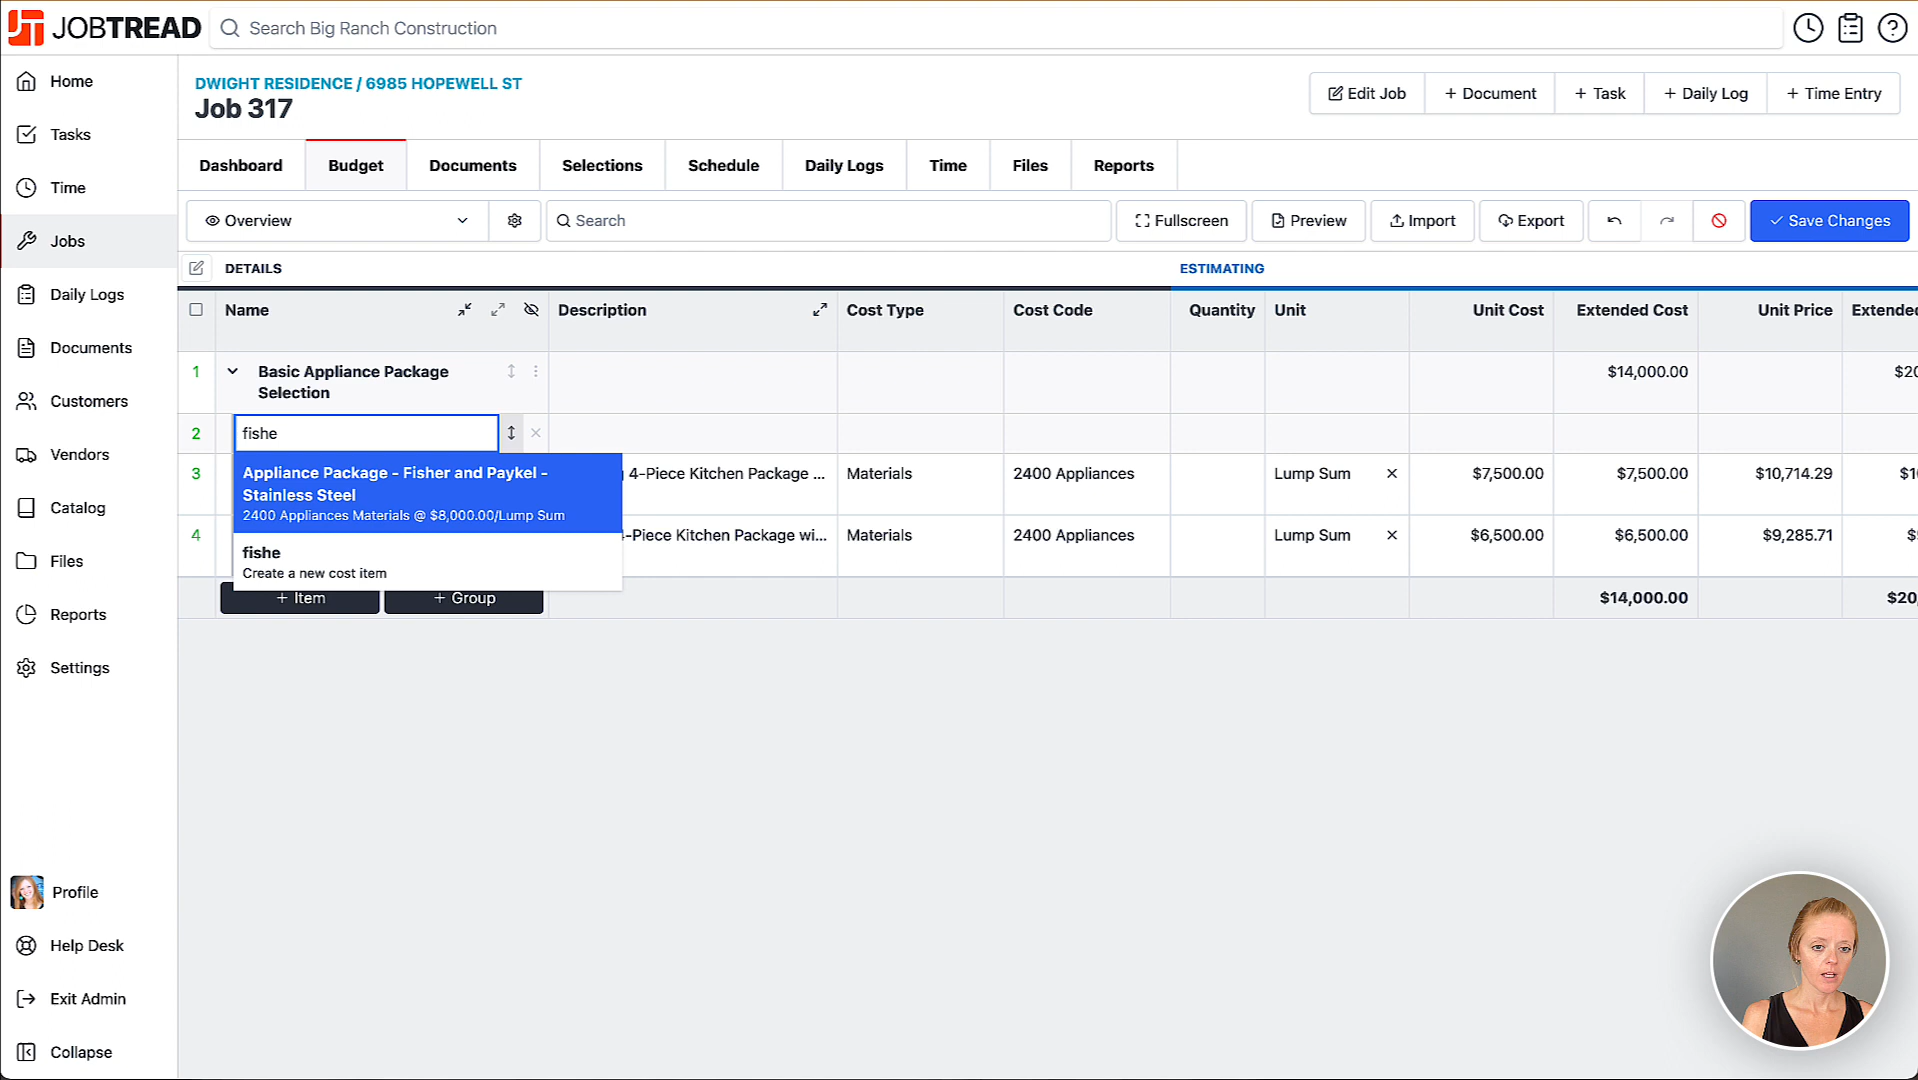 JOBTREAD
Search Big Ranch Construction
Home
Tasks
Time
Jobs
Daily Logs
Documents
Customers
Vendors
Catalog
Files
Reports
Settings
Profile
Help Desk
Exit Admin
Collapse
DWIGHT RESIDENCE / 6985 HOPEWELL ST
Job 317
Edit Job
+ Document
+ Task
+ Daily Log
+ Time Entry
Dashboard
Budget
Documents
Selections
Schedule
Daily Logs
Time
Files
Reports
Overview
Search
Fullscreen
Preview
Import
Export
Save Changes
DETAILS
ESTIMATING
Name
Description
Cost Type
Cost Code
Quantity
Unit
Unit Cost
Extended Cost
Unit Price
Extended
1
Basic Appliance Package
Selection
$14,000.00
$20
2
fishe
Appliance Package - Fisher and Paykel -
Stainless Steel
2400 Appliances Materials @ $8,000.00/Lump Sum
fishe
Create a new cost item
3
4-Piece Kitchen Package ...
Materials
2400 Appliances
Lump Sum
$7,500.00
$7,500.00
$10,714.29
4
-Piece Kitchen Package wi...
Materials
2400 Appliances
Lump Sum
$6,500.00
$6,500.00
$9,285.71
+ Item
+ Group
$14,000.00
$20,